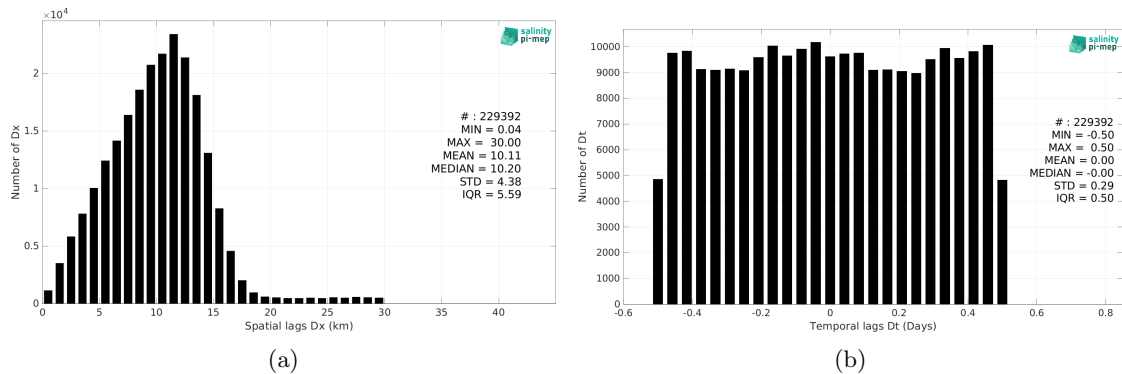 ×10⁴
2
1.5
1
0.5
0
Number of Dx
0 5 10 15 20 25 30 35 40
Spatial lags Dx (km)
salinity
pi-mep
# : 229392
MIN = 0.04
MAX = 30.00
MEAN = 10.11
MEDIAN = 10.20
STD = 4.38
IQR = 5.59
(a)
10000
9000
8000
7000
6000
5000
4000
3000
2000
1000
0
Number of Dt
-0.6 -0.4 -0.2 0 0.2 0.4 0.6 0.8
Temporal lags Dt (Days)
salinity
pi-mep
# : 229392
MIN = -0.50
MAX = 0.50
MEAN = 0.00
MEDIAN = -0.00
STD = 0.29
IQR = 0.50
(b)